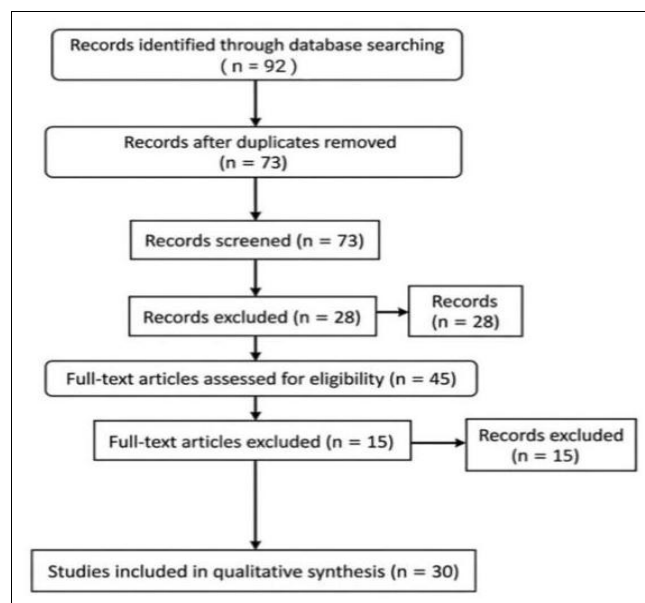 Records identified through database searching
( n = 92 )
Records after duplicates removed
(n = 73)
Records screened (n = 73)
Records excluded (n = 28)
Records
(n = 28)
Full-text articles assessed for eligibility (n = 45)
Full-text articles excluded (n = 15)
Records excluded
(n = 15)
Studies included in qualitative synthesis (n = 30)